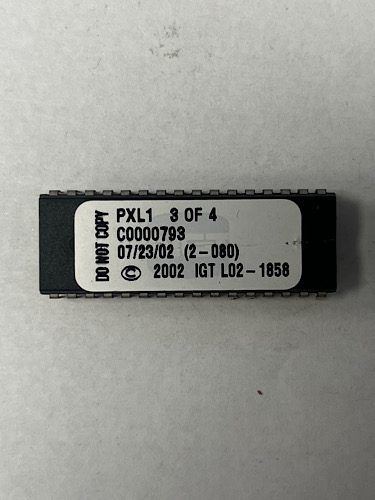 DO NOT COPY
PXL1 3 OF 4
C0000793
07/23/02 (2-080)
© 2002 IGT L02-1858